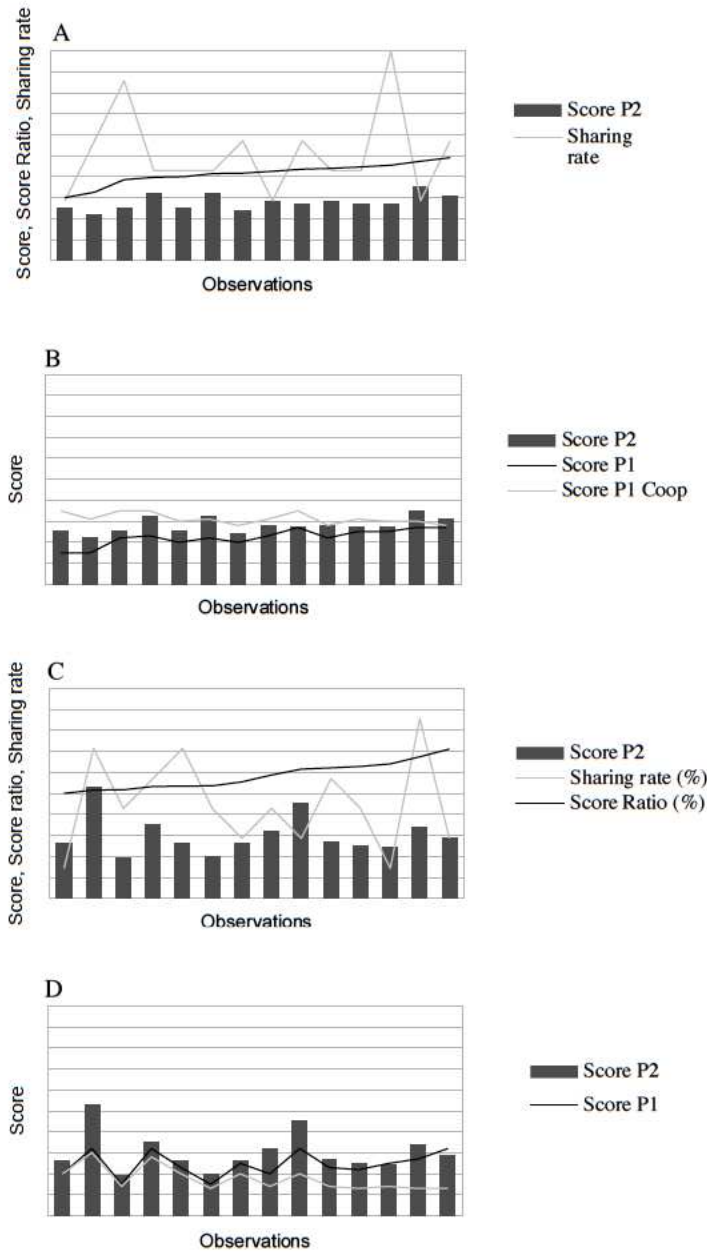 A
Score, Score Ratio, Sharing rate
Score P2
Sharing
rate
Observations
B
Score
Score P2
Score P1
Score P1 Coop
Observations
C
Score, Score ratio, Sharing rate
Score P2
Sharing rate (%)
Score Ratio (%)
Observations
D
Score
Score P2
Score P1
Observations